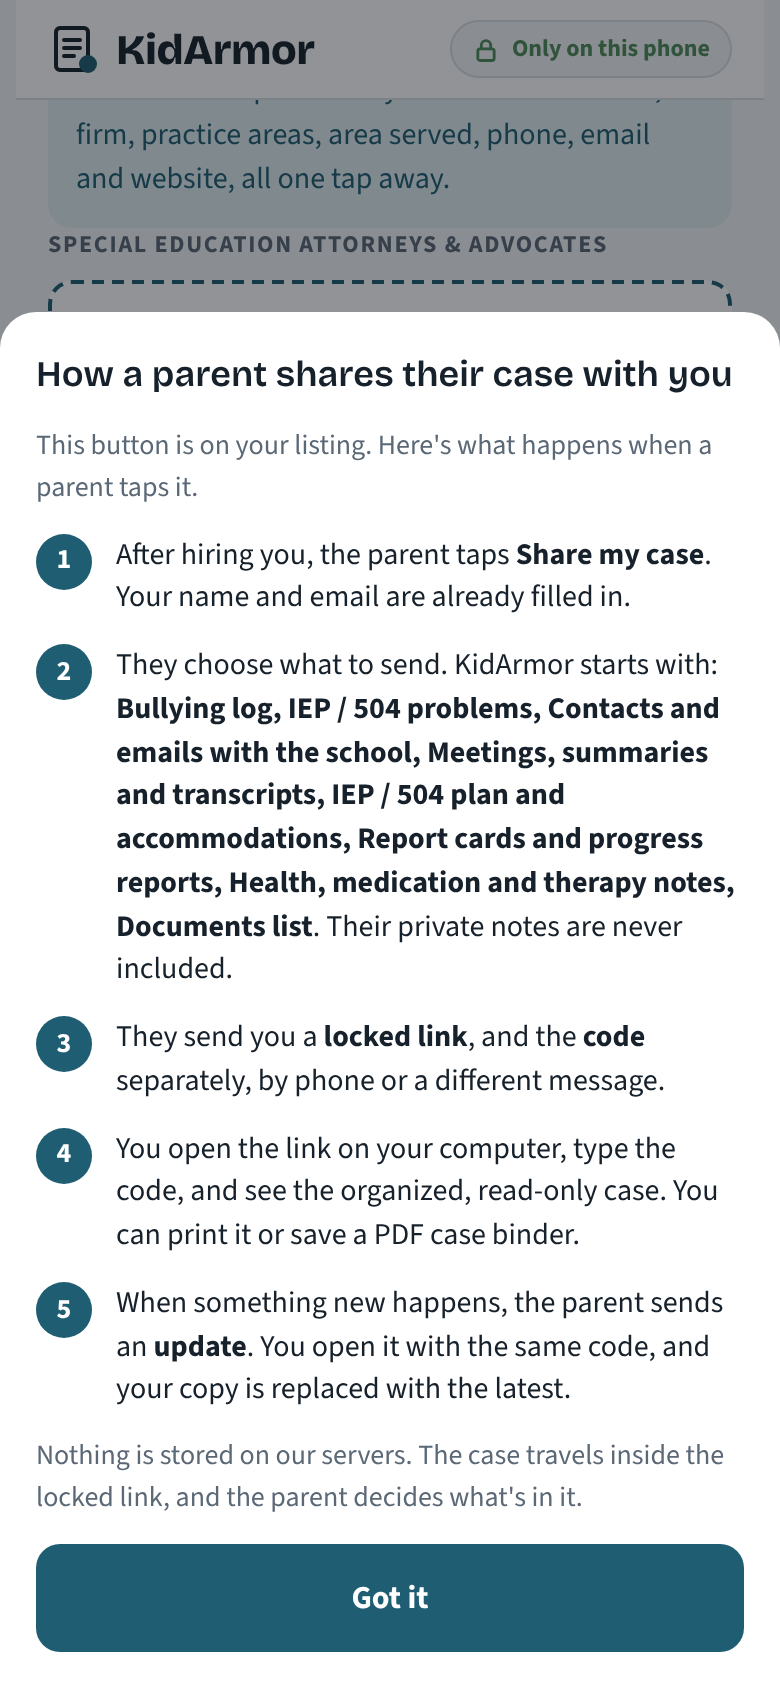 KidArmor
Only on this phone
firm, practice areas, area served, phone, email
and website, all one tap away.
SPECIAL EDUCATION ATTORNEYS & ADVOCATES
How a parent shares their case with you
This button is on your listing. Here's what happens when a
parent taps it.
1
After hiring you, the parent taps Share my case.
Your name and email are already filled in.
2
They choose what to send. KidArmor starts with:
Bullying log, IEP / 504 problems, Contacts and
emails with the school, Meetings, summaries
and transcripts, IEP / 504 plan and
accommodations, Report cards and progress
reports, Health, medication and therapy notes,
Documents list. Their private notes are never
included.
3
They send you a locked link, and the code
separately, by phone or a different message.
4
You open the link on your computer, type the
code, and see the organized, read-only case. You
can print it or save a PDF case binder.
5
When something new happens, the parent sends
an update. You open it with the same code, and
your copy is replaced with the latest.
Nothing is stored on our servers. The case travels inside the
locked link, and the parent decides what's in it.
Got it